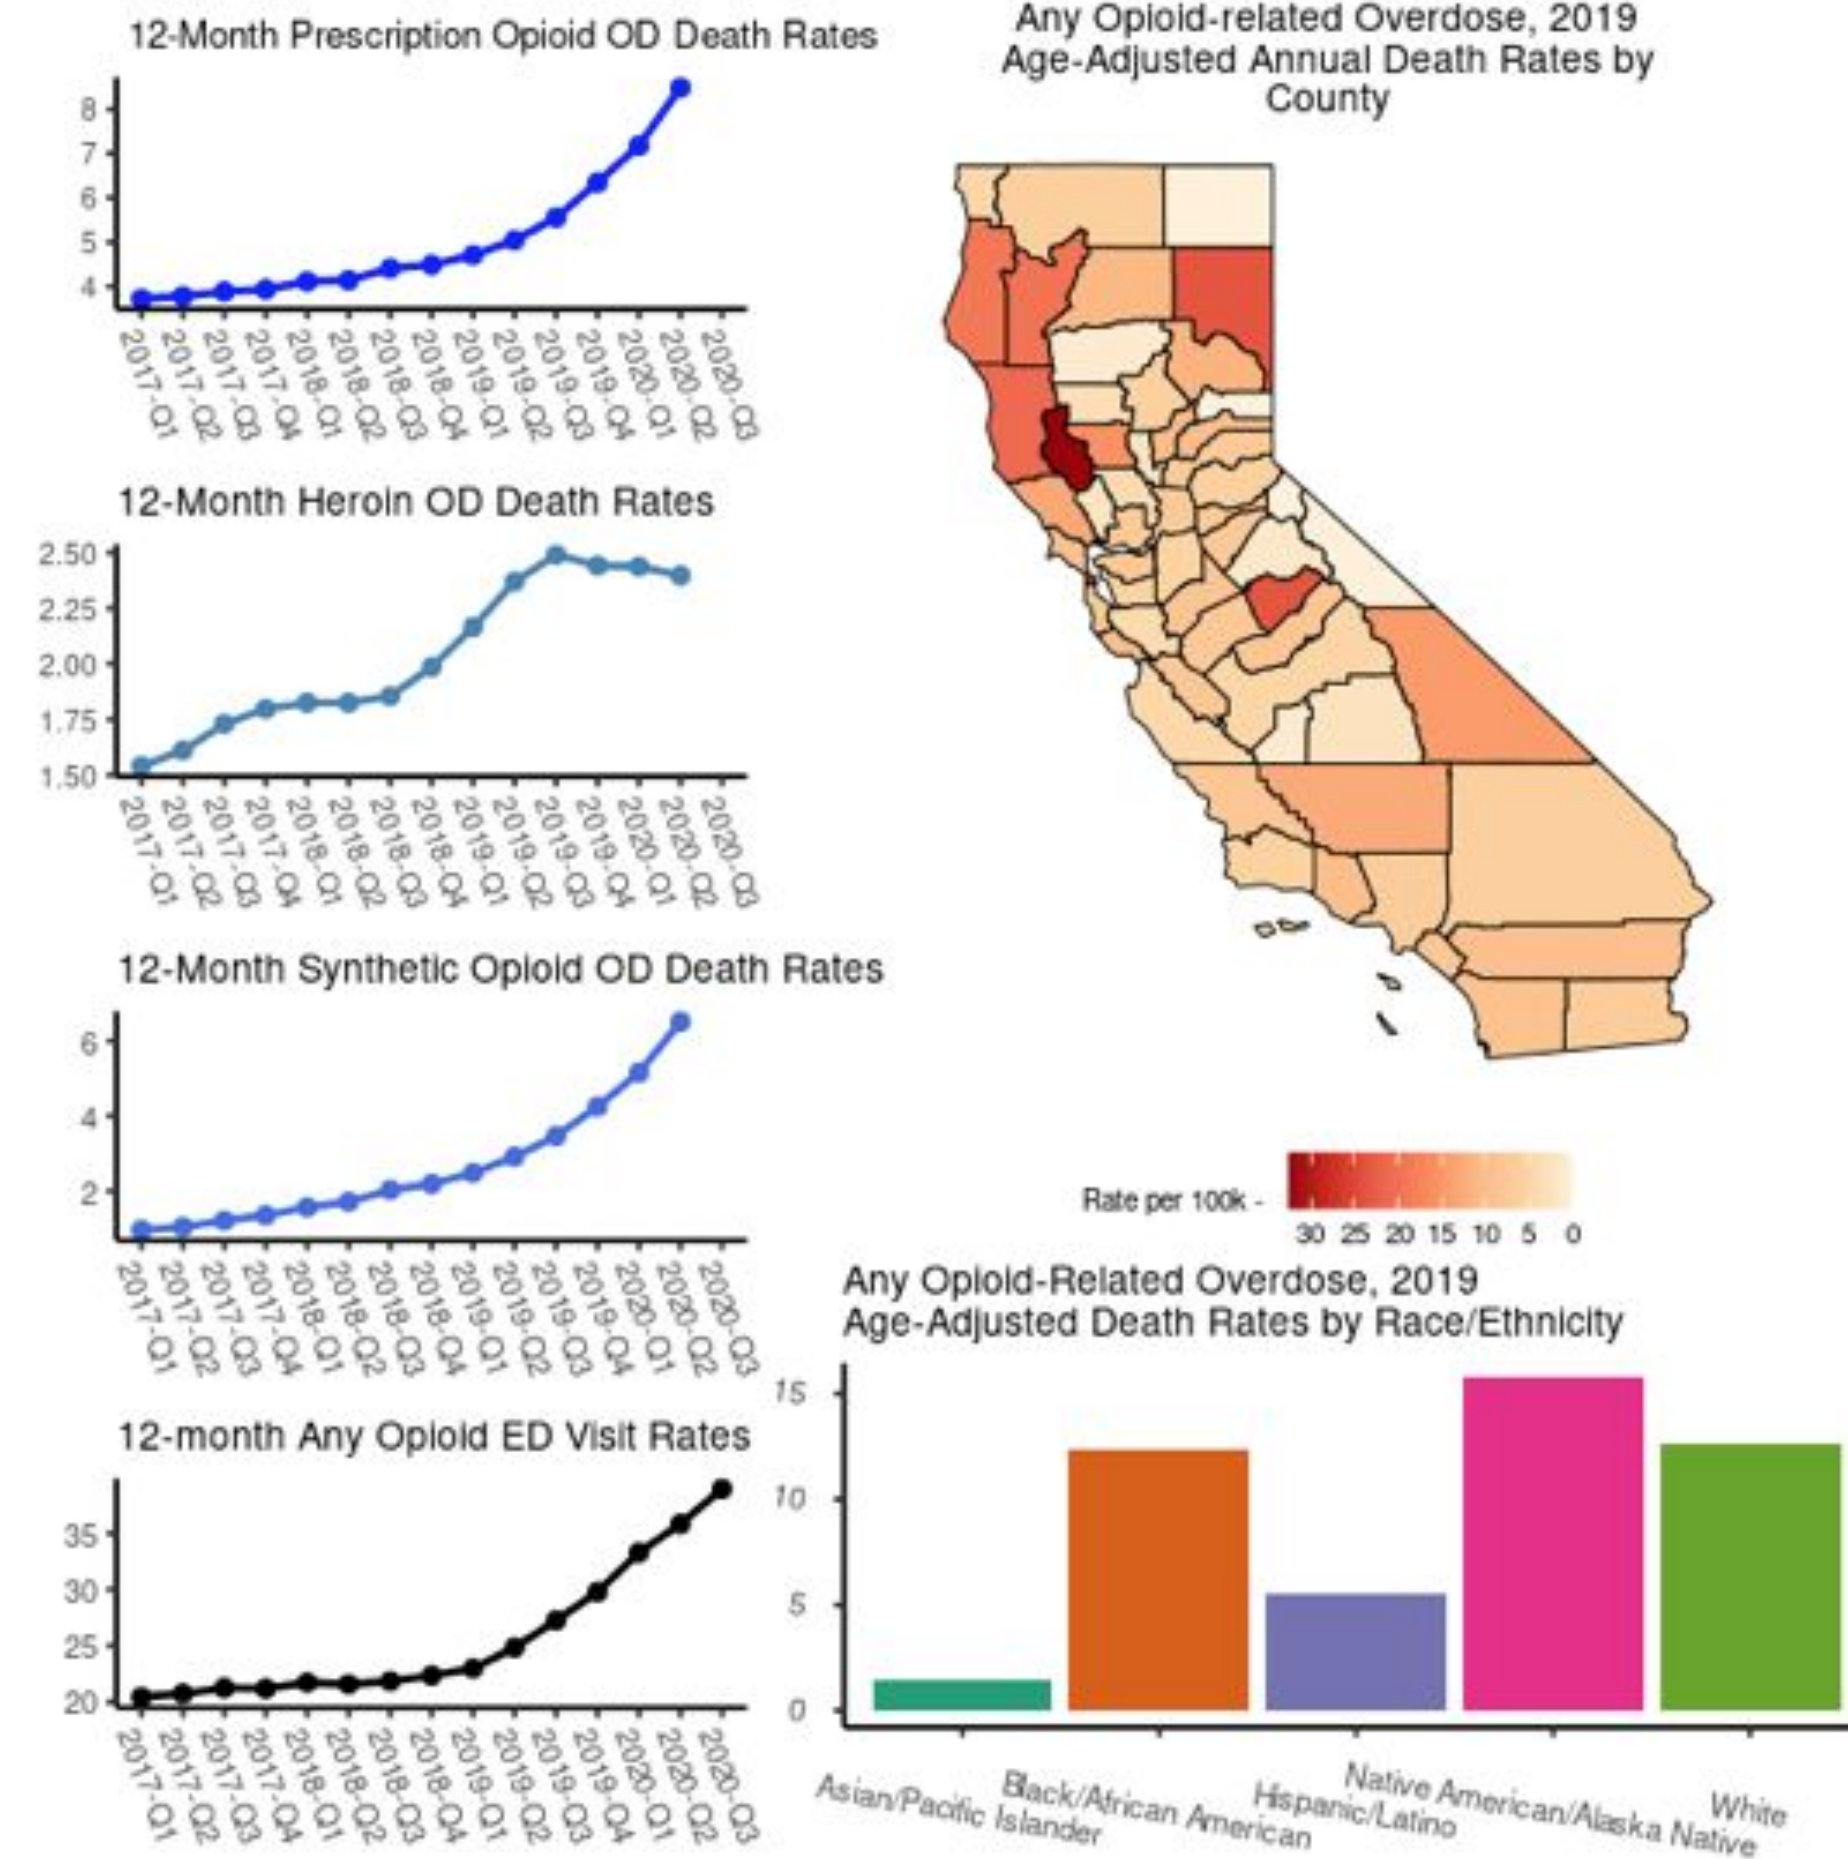 12-Month Prescription Opioid OD Death Rates
8
7
6
5
4
2017-Q1
2017-Q2
2017-Q3
2017-Q4
2018-Q1
2018-Q2
2018-Q3
2018-Q4
2019-Q1
2019-Q2
2019-Q3
2019-Q4
2020-Q1
2020-Q2
2020-Q3
12-Month Heroin OD Death Rates
2.50
2.25
2.00
1.75
1.50
2017-Q1
2017-Q2
2017-Q3
2017-Q4
2018-Q1
2018-Q2
2018-Q3
2018-Q4
2019-Q1
2019-Q2
2019-Q3
2019-Q4
2020-Q1
2020-Q2
2020-Q3
12-Month Synthetic Opioid OD Death Rates
6
4
2
2017-Q1
2017-Q2
2017-Q3
2017-Q4
2018-Q1
2018-Q2
2018-Q3
2018-Q4
2019-Q1
2019-Q2
2019-Q3
2019-Q4
2020-Q1
2020-Q2
2020-Q3
12-month Any Opioid ED Visit Rates
35
30
25
20
2017-Q1
2017-Q2
2017-Q3
2017-Q4
2018-Q1
2018-Q2
2018-Q3
2018-Q4
2019-Q1
2019-Q2
2019-Q3
2019-Q4
2020-Q1
2020-Q2
2020-Q3
Any Opioid-related Overdose, 2019
Age-Adjusted Annual Death Rates by
County
Rate per 100k -
30 25 20 15 10 5 0
Any Opioid-Related Overdose, 2019
Age-Adjusted Death Rates by Race/Ethnicity
15
10
5
0
Asian/Pacific Islander
Black/African American
Hispanic/Latino
Native American/Alaska Native
White